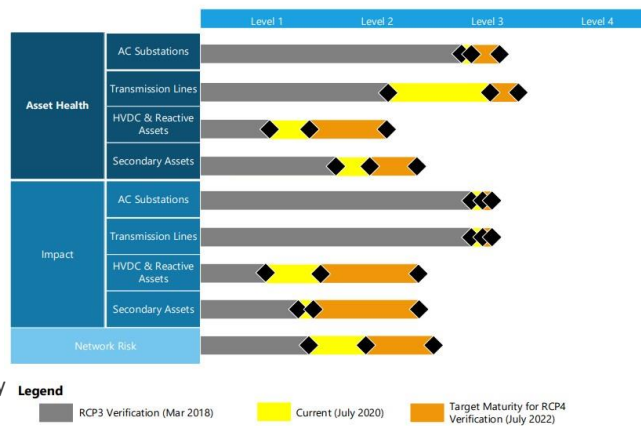 Level 1 Level 2 Level 3 Level 4
Asset Health
AC Substations
Transmission Lines
HVDC & Reactive
Assets
Secondary Assets
Impact
AC Substations
Transmission Lines
HVDC & Reactive
Assets
Secondary Assets
Network Risk
y Legend
RCP3 Verification (Mar 2018)
Current (July 2020)
Target Maturity for RCP4
Verification (July 2022)